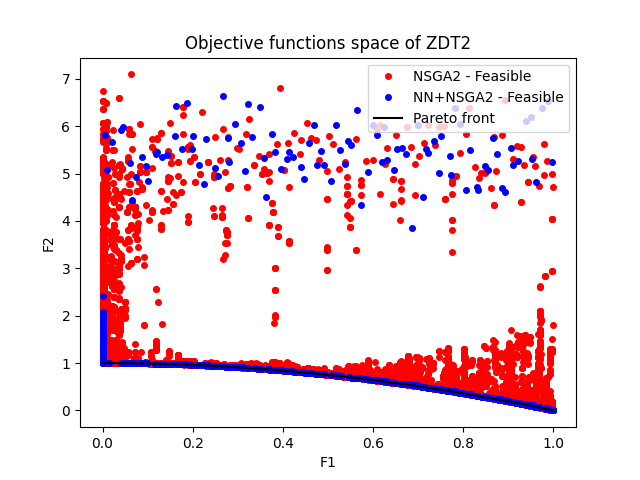 Objective functions space of ZDT2
NSGA2 - Feasible
NN+NSGA2 - Feasible
Pareto front
F2
7
6
5
4
3
2
1
0
0.0 0.2 0.4 0.6 0.8 1.0
F1